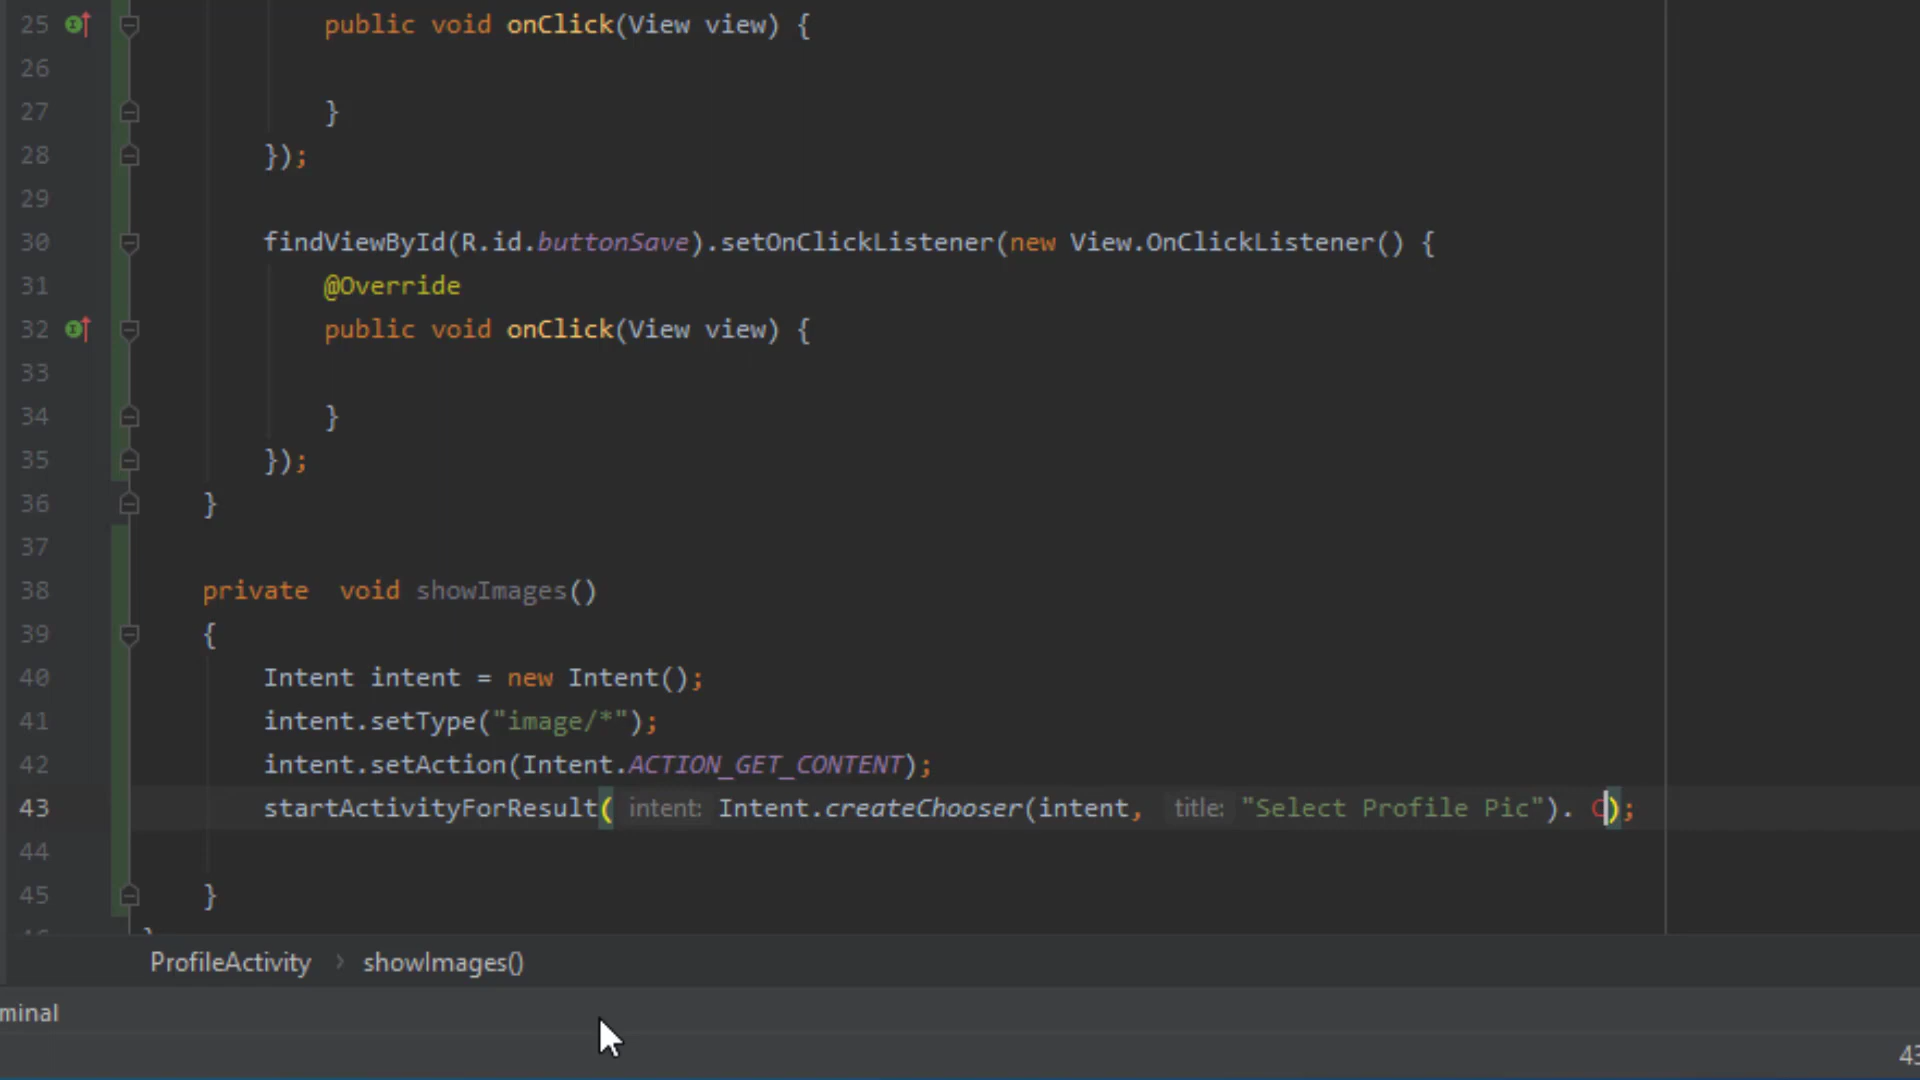 25 public void onClick(View view) {
26
27 }
28 });
29
30 findViewById(R.id.buttonSave).setOnClickListener(new View.OnClickListener() {
31 @Override
32 public void onClick(View view) {
33
34 }
35 });
36 }
37
38 private  void showImages()
39 {
40 Intent intent = new Intent();
41 intent.setType("image/*");
42 intent.setAction(Intent.ACTION_GET_CONTENT);
43 startActivityForResult( intent: Intent.createChooser(intent, title: "Select Profile Pic"). C);
44
45 }
ProfileActivity › showImages()
minal
43